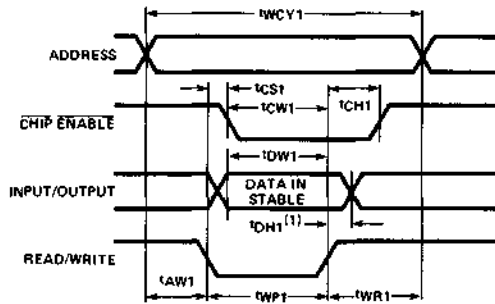 tWCY1
ADDRESS
tCS1
tCW1
tCH1
CHIP ENABLE
tDW1
INPUT/OUTPUT
DATA IN
STABLE
tDH1(1)
READ/WRITE
tAW1
tWP1
tWR1